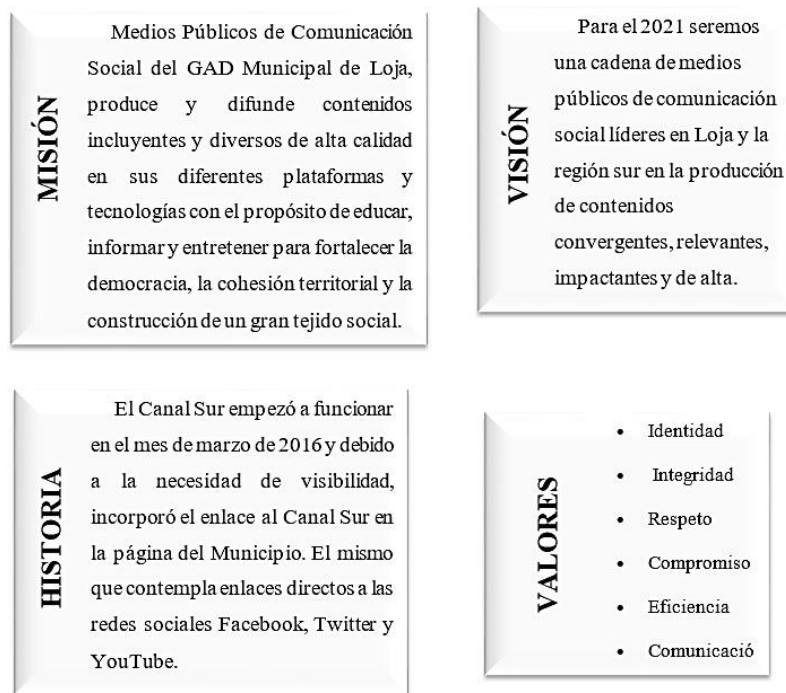 MISIÓN
Medios Públicos de Comunicación
Social del GAD Municipal de Loja,
produce y difunde contenidos
incluyentes y diversos de alta calidad
en sus diferentes plataformas y
tecnologías con el propósito de educar,
informar y entretener para fortalecer la
democracia, la cohesión territorial y la
construcción de un gran tejido social.
VISIÓN
Para el 2021 seremos
una cadena de medios
públicos de comunicación
social líderes en Loja y la
región sur en la producción
de contenidos
convergentes, relevantes,
impactantes y de alta.
HISTORIA
El Canal Sur empezó a funcionar
en el mes de marzo de 2016 y debido
a la necesidad de visibilidad,
incorporó el enlace al Canal Sur en
la página del Municipio. El mismo
que contempla enlaces directos a las
redes sociales Facebook, Twitter y
YouTube.
VALORES
• Identidad
• Integridad
• Respeto
• Compromiso
• Eficiencia
• Comunicació